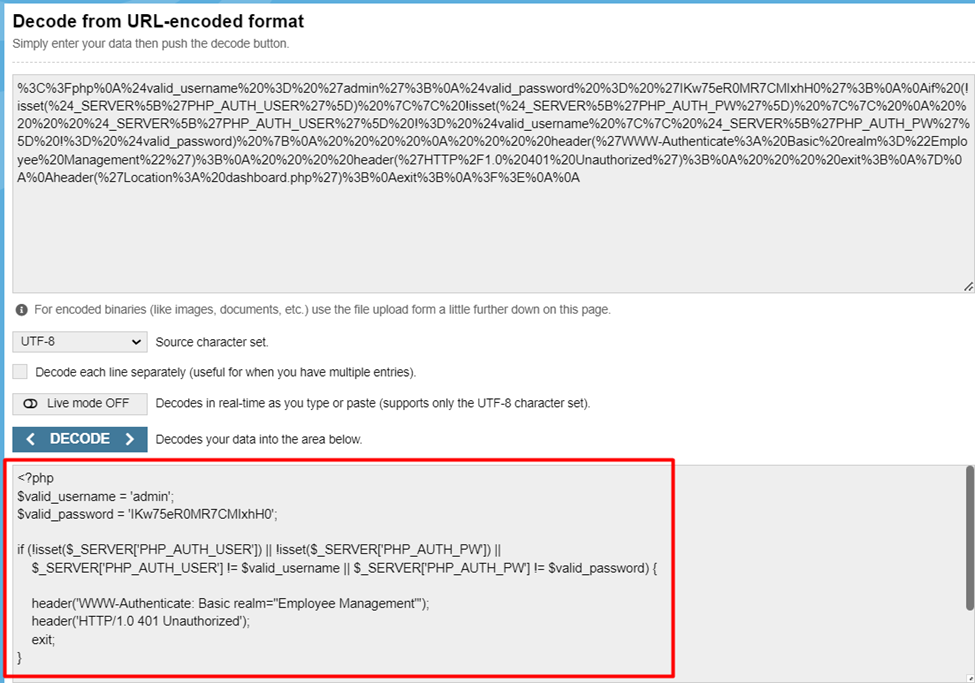 Decode from URL-encoded format
Simply enter your data then push the decode button.
%3C%3Fphp%0A%24valid_username%20%3D%20%27admin%27%3B%0A%24valid_password%20%3D%20%27IKw75eR0MR7CMIxhH0%27%3B%0A%0Aif%20(!
isset(%24_SERVER%5B%27PHP_AUTH_USER%27%5D)%20%7C%7C%20!isset(%24_SERVER%5B%27PHP_AUTH_PW%27%5D)%20%7C%7C%20%0A%20%
20%20%20%20%24_SERVER%5B%27PHP_AUTH_USER%27%5D%20!%3D%20%24valid_username%20%7C%7C%20%24_SERVER%5B%27PHP_AUTH_PW%27%
5D%20!%3D%20%24valid_password)%20%7B%0A%20%20%20%20%20%0A%20%20%20%20header(%27WWW-Authenticate%3A%20Basic%20realm%3D%22Emplo
yee%20Management%22%27)%3B%0A%20%20%20%20header(%27HTTP%2F1.0%20401%20Unauthorized%27)%3B%0A%20%20%20%20exit%3B%0A%7D%0
A%0Aheader(%27Location%3A%20dashboard.php%27)%3B%0Aexit%3B%0A%3F%3E%0A%0A
For encoded binaries (like images, documents, etc.) use the file upload form a little further down on this page.
UTF-8 Source character set.
Decode each line separately (useful for when you have multiple entries).
Live mode OFF Decodes in real-time as you type or paste (supports only the UTF-8 character set).
< DECODE > Decodes your data into the area below.
<?php
$valid_username = 'admin';
$valid_password = 'IKw75eR0MR7CMIxhH0';
if (!isset($_SERVER['PHP_AUTH_USER']) || !isset($_SERVER['PHP_AUTH_PW']) ||
$_SERVER['PHP_AUTH_USER'] != $valid_username || $_SERVER['PHP_AUTH_PW'] != $valid_password) {
header('WWW-Authenticate: Basic realm="Employee Management"');
header('HTTP/1.0 401 Unauthorized');
exit;
}